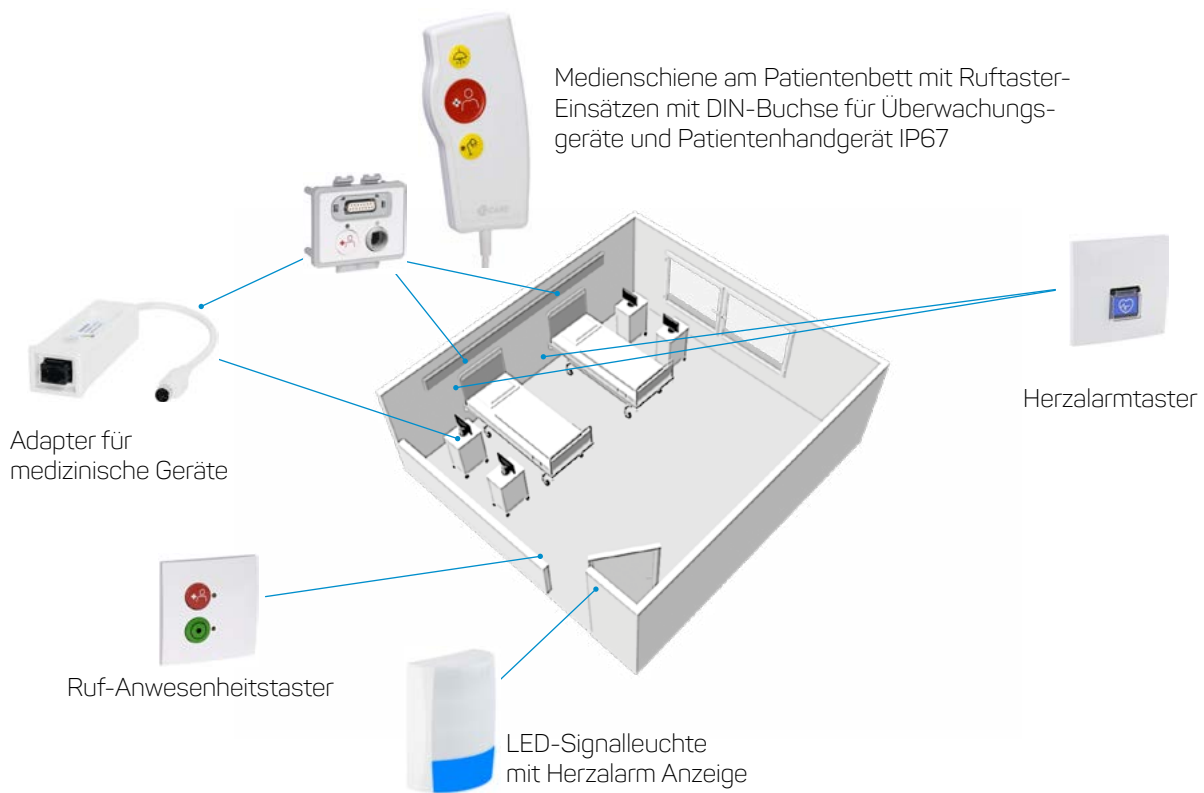 Medienschiene am Patientenbett mit Ruftaster-
Einsätzen mit DIN-Buchse für Überwachungs-
geräte und Patientenhandgerät IP67
Herzalarmtaster
Adapter für
medizinische Geräte
Ruf-Anwesenheitstaster
LED-Signalleuchte
mit Herzalarm Anzeige